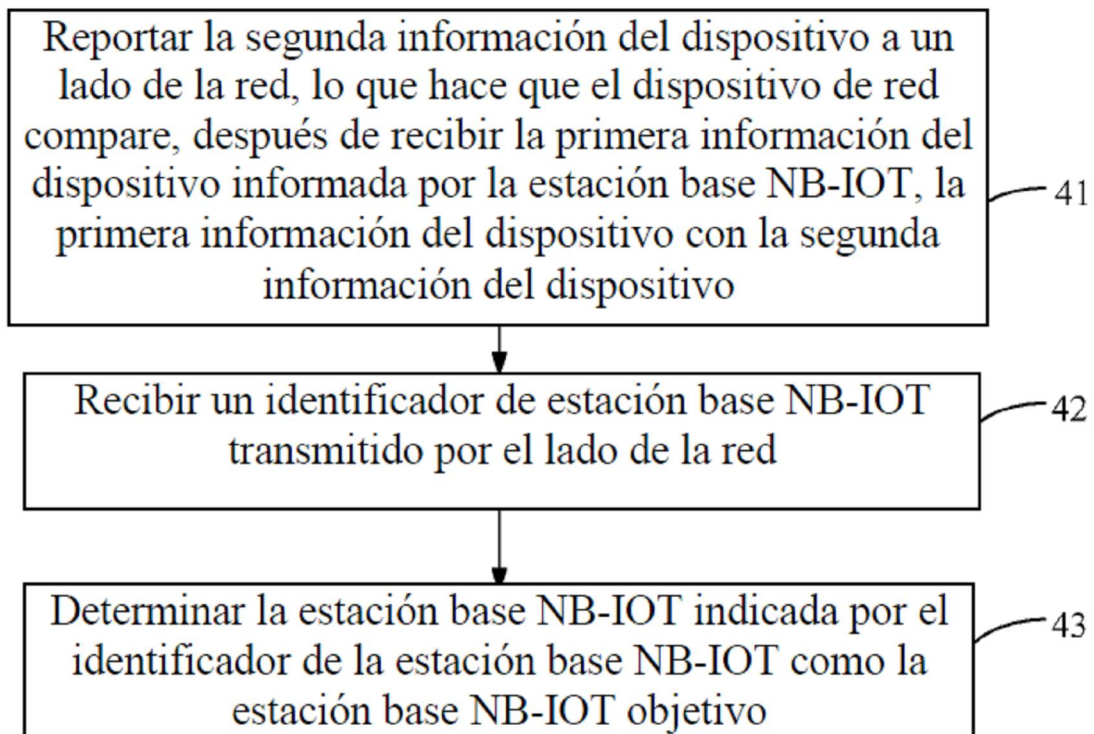 Reportar la segunda información del dispositivo a un
lado de la red, lo que hace que el dispositivo de red
compare, después de recibir la primera información del
dispositivo informada por la estación base NB-IOT, la
primera información del dispositivo con la segunda
información del dispositivo
41
Recibir un identificador de estación base NB-IOT
transmitido por el lado de la red
42
Determinar la estación base NB-IOT indicada por el
identificador de la estación base NB-IOT como la
estación base NB-IOT objetivo
43